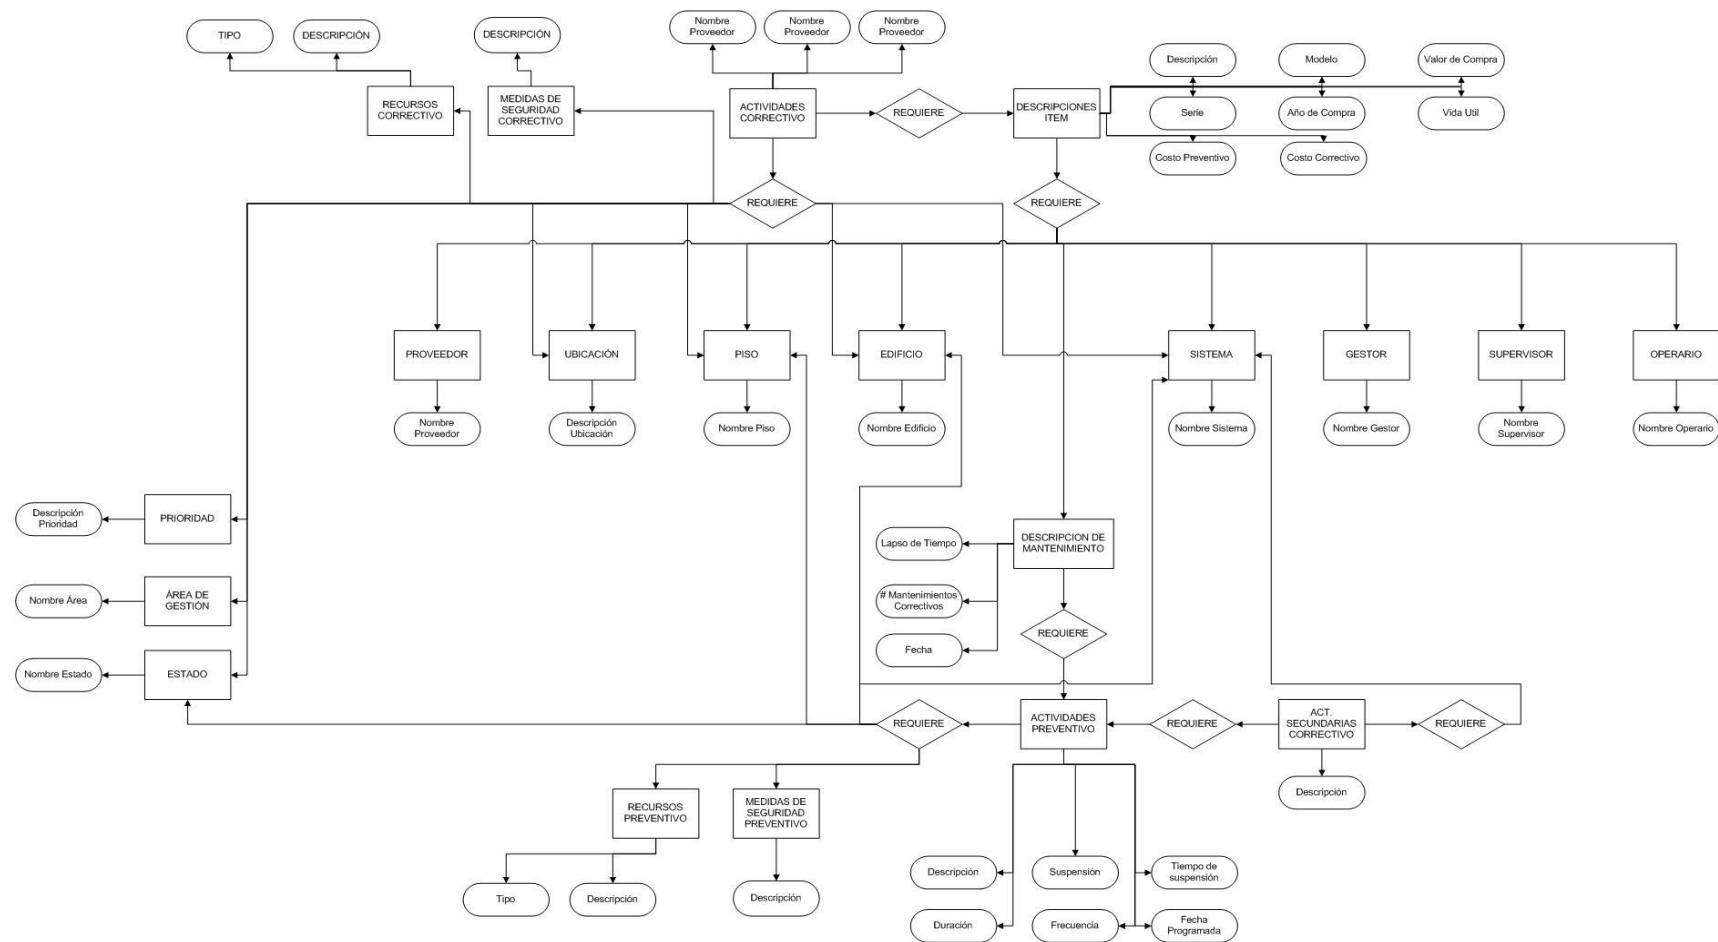 Nombre
Proveedor
Nombre
Proveedor
Nombre
Proveedor
TIPO
DESCRIPCIÓN
DESCRIPCIÓN
Descripción
Modelo
Valor de Compra
RECURSOS
CORRECTIVO
MEDIDAS DE
SEGURIDAD
CORRECTIVO
ACTIVIDADES
CORRECTIVO
REQUIERE
DESCRIPCIONES
ITEM
Serie
Año de Compra
Vida Util
Costo Preventivo
Costo Correctivo
REQUIERE
REQUIERE
PROVEEDOR
UBICACIÓN
PISO
EDIFICIO
SISTEMA
GESTOR
SUPERVISOR
OPERARIO
Nombre
Proveedor
Descripción
Ubicación
Nombre Piso
Nombre Edificio
Nombre Sistema
Nombre Gestor
Nombre
Supervisor
Nombre Operario
Descripción
Prioridad
PRIORIDAD
Lapso de Tiempo
DESCRIPCION DE
MANTENIMIENTO
Nombre Área
ÁREA DE
GESTIÓN
# Mantenimientos
Correctivos
REQUIERE
Fecha
Nombre Estado
ESTADO
REQUIERE
ACTIVIDADES
PREVENTIVO
REQUIERE
ACT.
SECUNDARIAS
CORRECTIVO
REQUIERE
RECURSOS
PREVENTIVO
MEDIDAS DE
SEGURIDAD
PREVENTIVO
Descripción
Tipo
Descripción
Descripción
Descripción
Suspensión
Tiempo de
suspensión
Duración
Frecuencia
Fecha
Programada